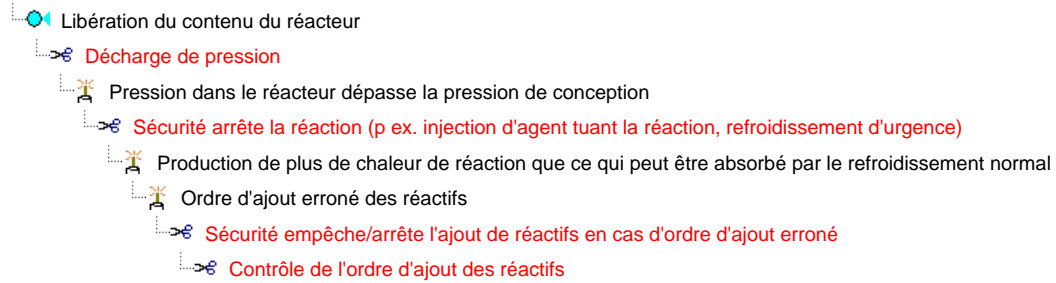 Libération du contenu du réacteur
Décharge de pression
Pression dans le réacteur dépasse la pression de conception
Sécurité arrête la réaction (p ex. injection d'agent tuant la réaction, refroidissement d'urgence)
Production de plus de chaleur de réaction que ce qui peut être absorbé par le refroidissement normal
Ordre d'ajout erroné des réactifs
Sécurité empêche/arrête l'ajout de réactifs en cas d'ordre d'ajout erroné
Contrôle de l'ordre d'ajout des réactifs